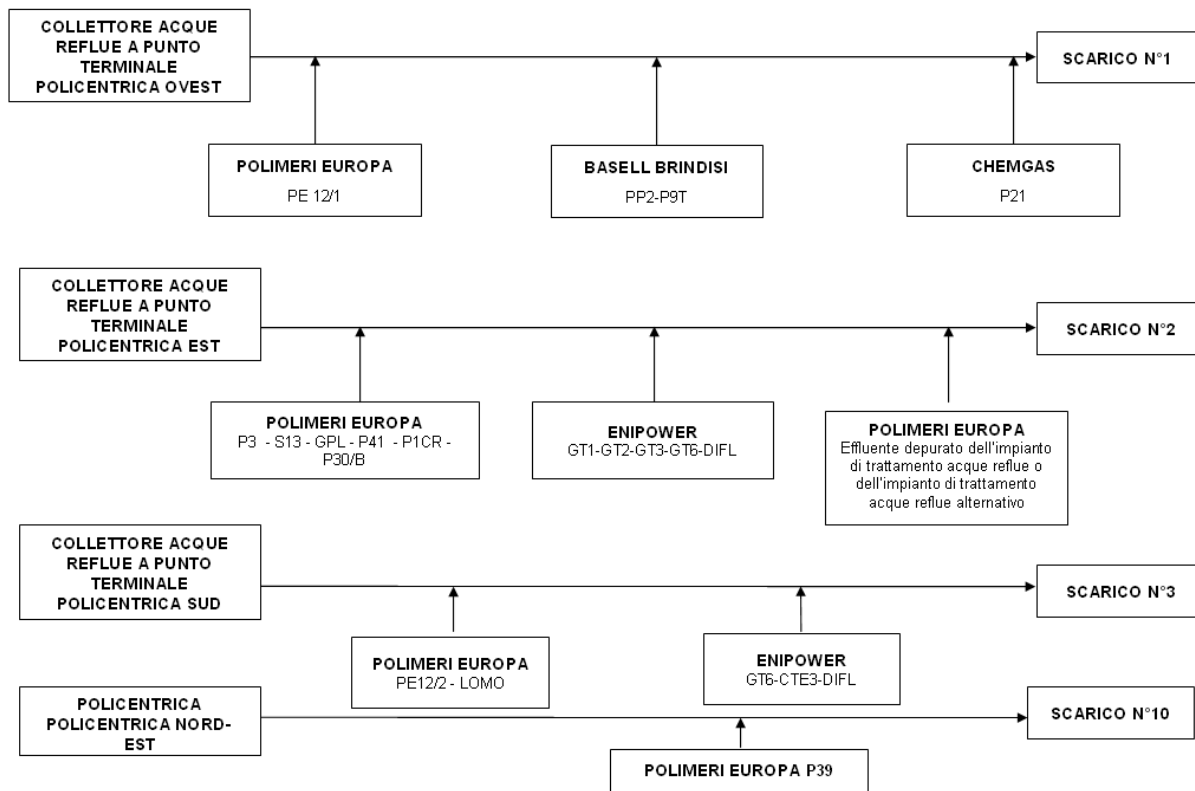 COLLETTORE ACQUE
REFLUE A PUNTO
TERMINALE
POLICENTRICA OVEST
SCARICO N°1
POLIMERI EUROPA
PE 12/1
BASELL BRINDISI
PP2-P9T
CHEMGAS
P21
COLLETTORE ACQUE
REFLUE A PUNTO
TERMINALE
POLICENTRICA EST
SCARICO N°2
POLIMERI EUROPA
P3 - S13 - GPL - P41 - P1CR -
P30/B
ENIPOWER
GT1-GT2-GT3-GT6-DIFL
POLIMERI EUROPA
Effluente depurato dell'impianto
di trattamento acque reflue o
dell'impianto di trattamento
acque reflue alternativo
COLLETTORE ACQUE
REFLUE A PUNTO
TERMINALE
POLICENTRICA SUD
SCARICO N°3
POLIMERI EUROPA
PE12/2 - LOMO
ENIPOWER
GT6-CTE3-DIFL
POLICENTRICA
POLICENTRICA NORD-
EST
SCARICO N°10
POLIMERI EUROPA P39